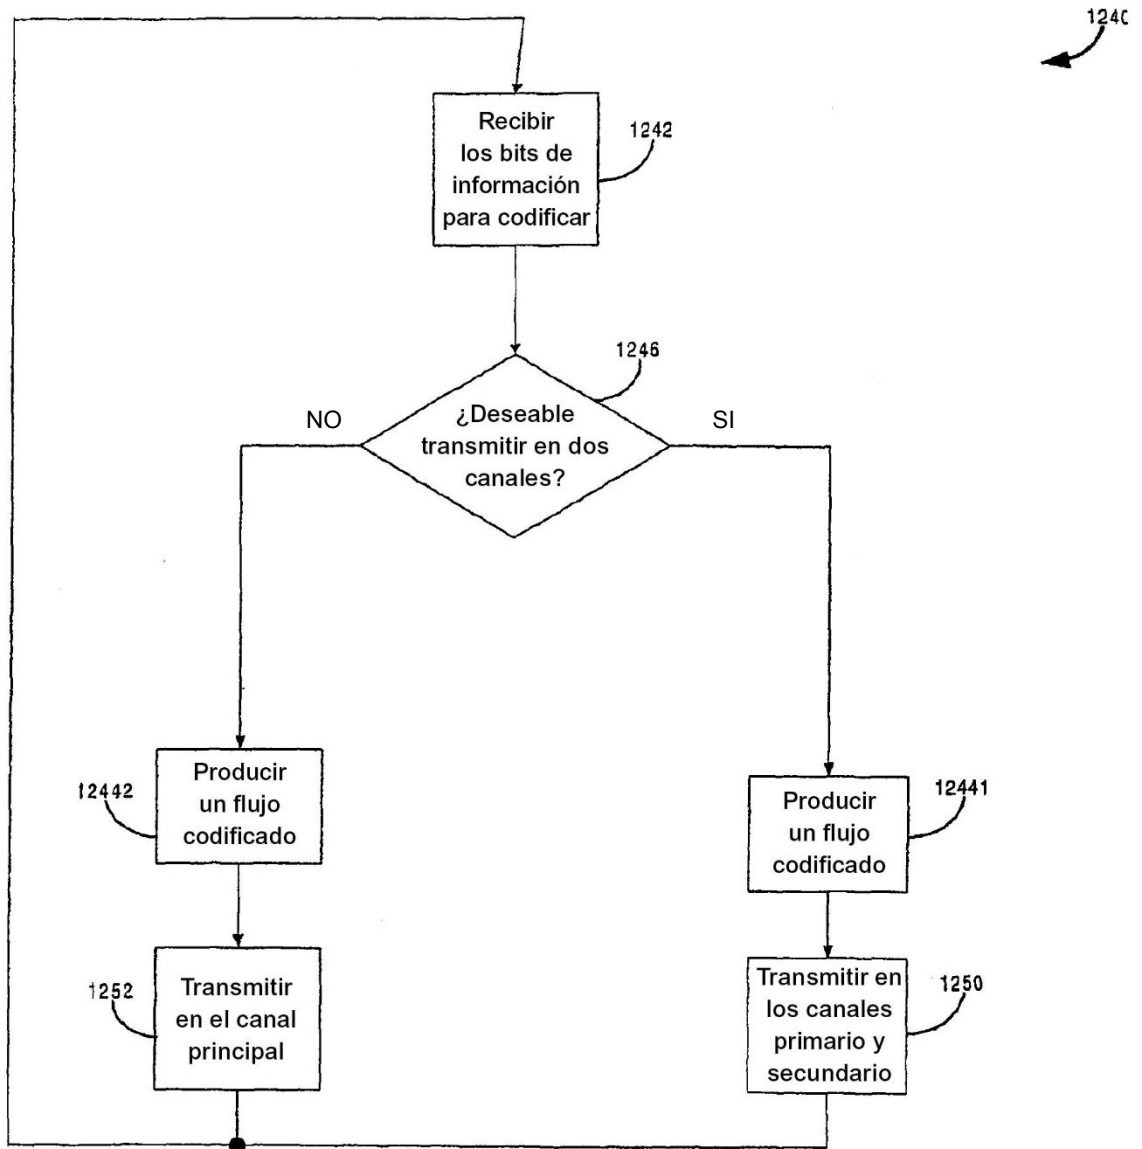 1240
Recibir
los bits de
información
para codificar
1242
1246
¿Deseable
transmitir en dos
canales?
NO
SI
12442
Producir
un flujo
codificado
Producir
un flujo
codificado
12441
1252
Transmitir
en el canal
principal
Transmitir en
los canales
primario y
secundario
1250